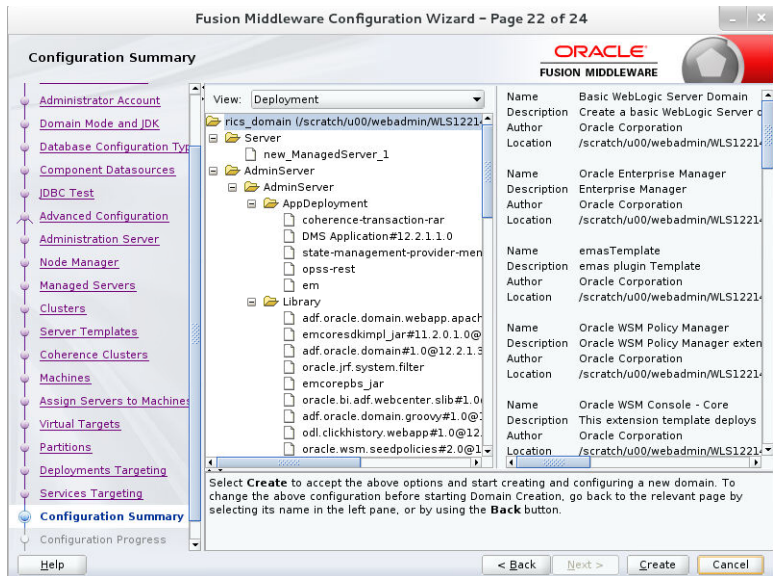 Fusion Middleware Configuration Wizard - Page 22 of 24
Configuration Summary
ORACLE
FUSION MIDDLEWARE
Administrator Account
Domain Mode and JDK
Database Configuration Typ
Component Datasources
JDBC Test
Advanced Configuration
Administration Server
Node Manager
Managed Servers
Clusters
Server Templates
Coherence Clusters
Machines
Assign Servers to Machines
Virtual Targets
Partitions
Deployments Targeting
Services Targeting
Configuration Summary
Configuration Progress
View: Deployment
rics_domain (/scratch/u00/webadmin/WLS12214
Server
new_ManagedServer_1
AdminServer
AdminServer
AppDeployment
coherence-transaction-rar
DMS Application#12.2.1.1.0
state-management-provider-men
opss-rest
em
Library
adf.oracle.domain.webapp.apach
emcoresdkimpl_jar#11.2.0.1.0@
adf.oracle.domain#1.0@12.2.1.3
oracle.jrf.system.filter
emcorepbs_jar
oracle.bi.adf.webcenter.slib#1.0
adf.oracle.domain.groovy#1.0@1
odl.clickhistory.webapp#1.0@12.
oracle.wsm.seedpolicies#2.0@1
Name Basic WebLogic Server Domain
Description Create a basic WebLogic Server d
Author Oracle Corporation
Location /scratch/u00/webadmin/WLS1221
Name Oracle Enterprise Manager
Description Enterprise Manager
Author Oracle Corporation
Location /scratch/u00/webadmin/WLS1221
Name emasTemplate
Description emas plugin Template
Author Oracle Corporation
Location /scratch/u00/webadmin/WLS1221
Name Oracle WSM Policy Manager
Description Oracle WSM Policy Manager exten
Author Oracle Corporation
Location /scratch/u00/webadmin/WLS1221
Name Oracle WSM Console - Core
Description This extension template deploys
Author Oracle Corporation
Location /scratch/u00/webadmin/WLS1221
Select Create to accept the above options and start creating and configuring a new domain. To
change the above configuration before starting Domain Creation, go back to the relevant page by
selecting its name in the left pane, or by using the Back button.
Help
< Back
Next >
Create
Cancel